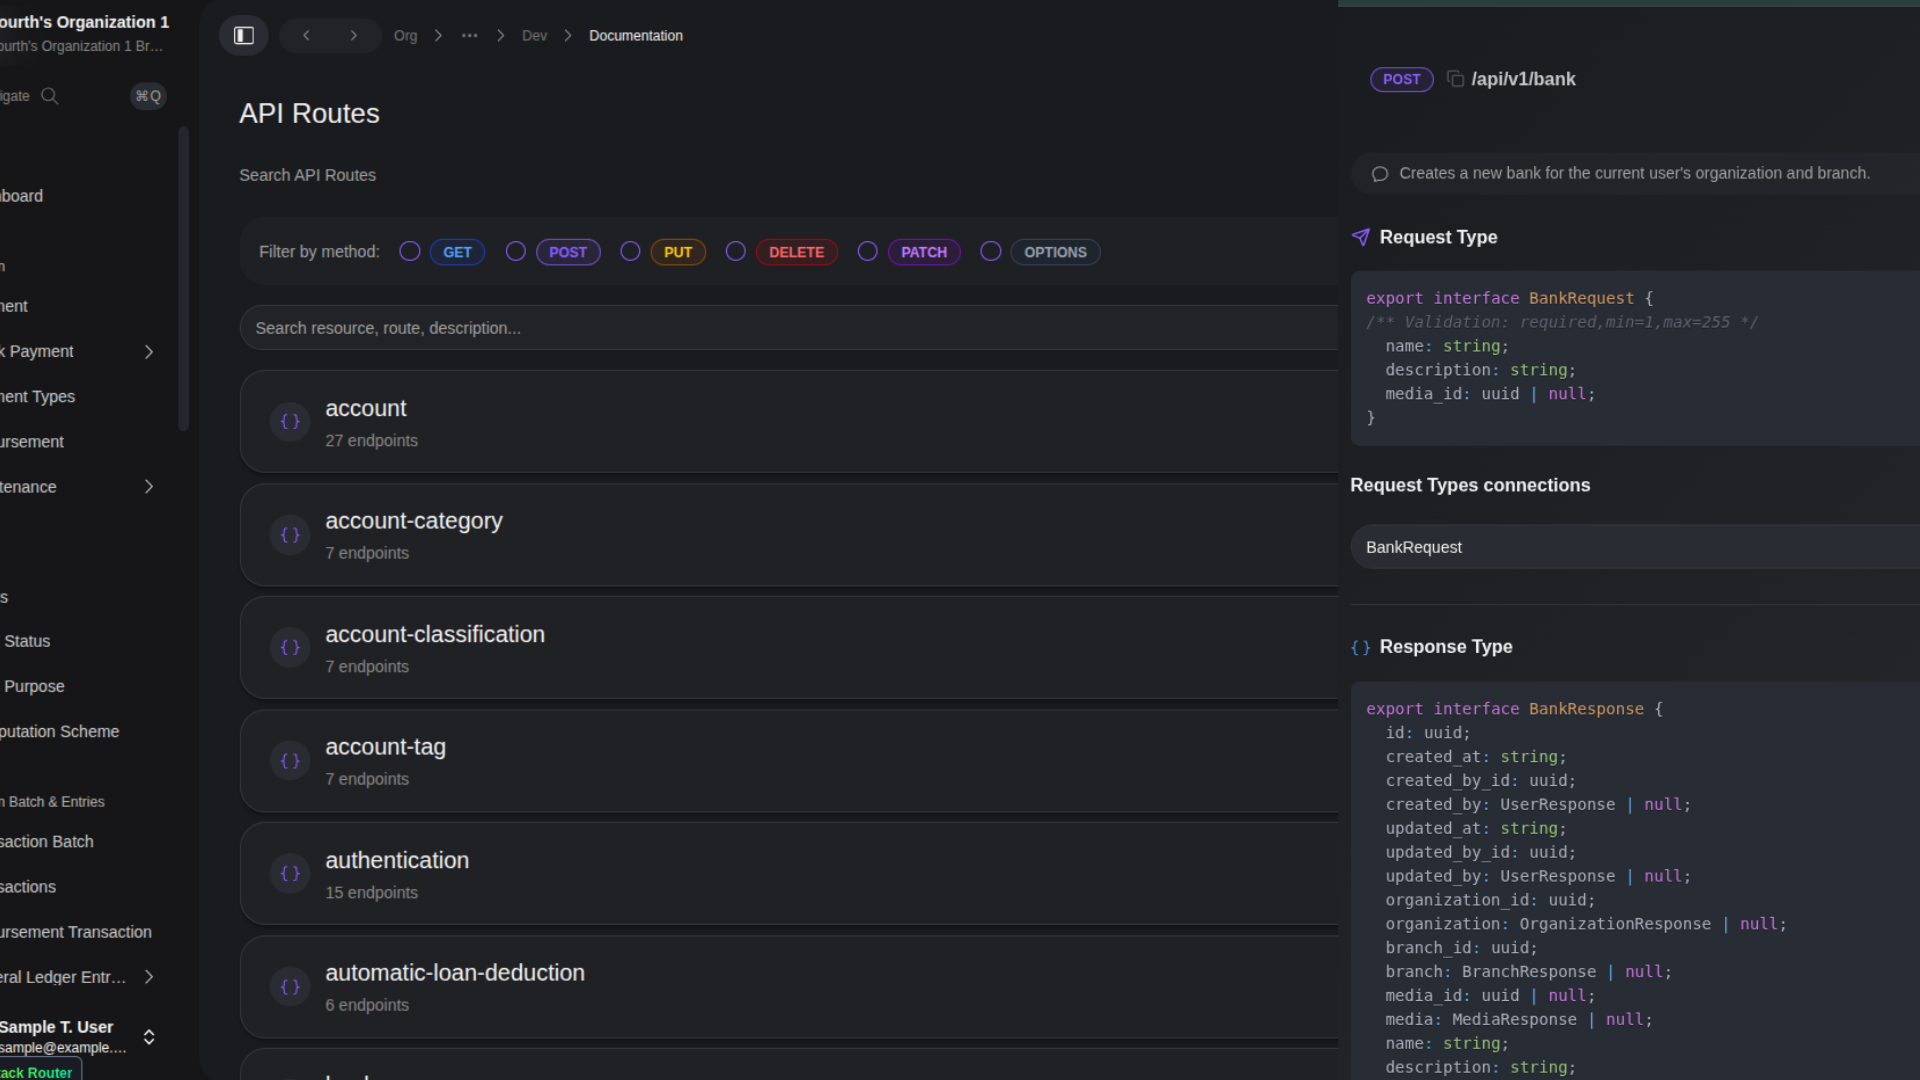 ourth's Organization 1
ourth's Organization 1 Br…
igate
⌘Q
board
ment
k Payment
ment Types
ursement
tenance
s
Status
Purpose
putation Scheme
n Batch & Entries
saction Batch
sactions
ursement Transaction
eral Ledger Entr…
Sample T. User
sample@example.…
ack Router
Org
···
Dev
Documentation
API Routes
Search API Routes
Filter by method:
GET
POST
PUT
DELETE
PATCH
OPTIONS
Search resource, route, description...
account
27 endpoints
account-category
7 endpoints
account-classification
7 endpoints
account-tag
7 endpoints
authentication
15 endpoints
automatic-loan-deduction
6 endpoints
POST
/api/v1/bank
Creates a new bank for the current user's organization and branch.
Request Type
export interface BankRequest {
/** Validation: required,min=1,max=255 */
name: string;
description: string;
media_id: uuid | null;
}
Request Types connections
BankRequest
{} Response Type
export interface BankResponse {
id: uuid;
created_at: string;
created_by_id: uuid;
created_by: UserResponse | null;
updated_at: string;
updated_by_id: uuid;
updated_by: UserResponse | null;
organization_id: uuid;
organization: OrganizationResponse | null;
branch_id: uuid;
branch: BranchResponse | null;
media_id: uuid | null;
media: MediaResponse | null;
name: string;
description: string;